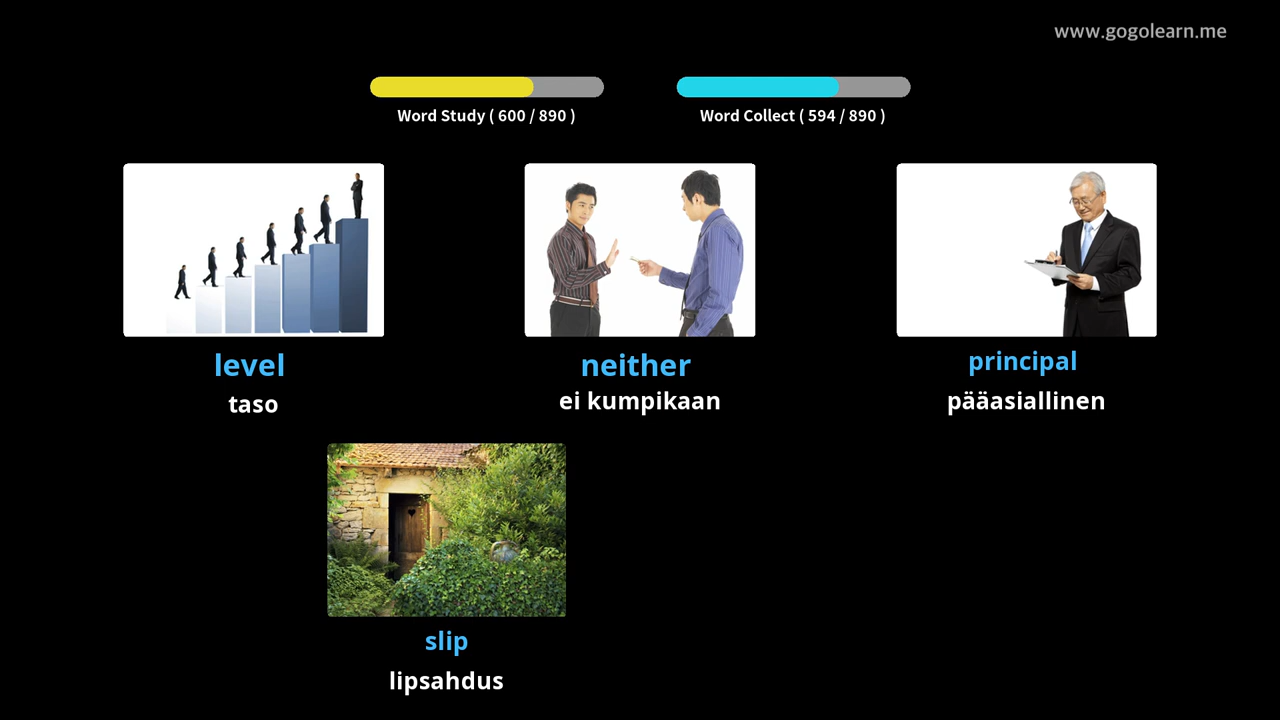 www.gogolearn.me
Word Study ( 600 / 890 )
Word Collect ( 594 / 890 )
level
taso
neither
ei kumpikaan
principal
pääasiallinen
slip
lipsahdus